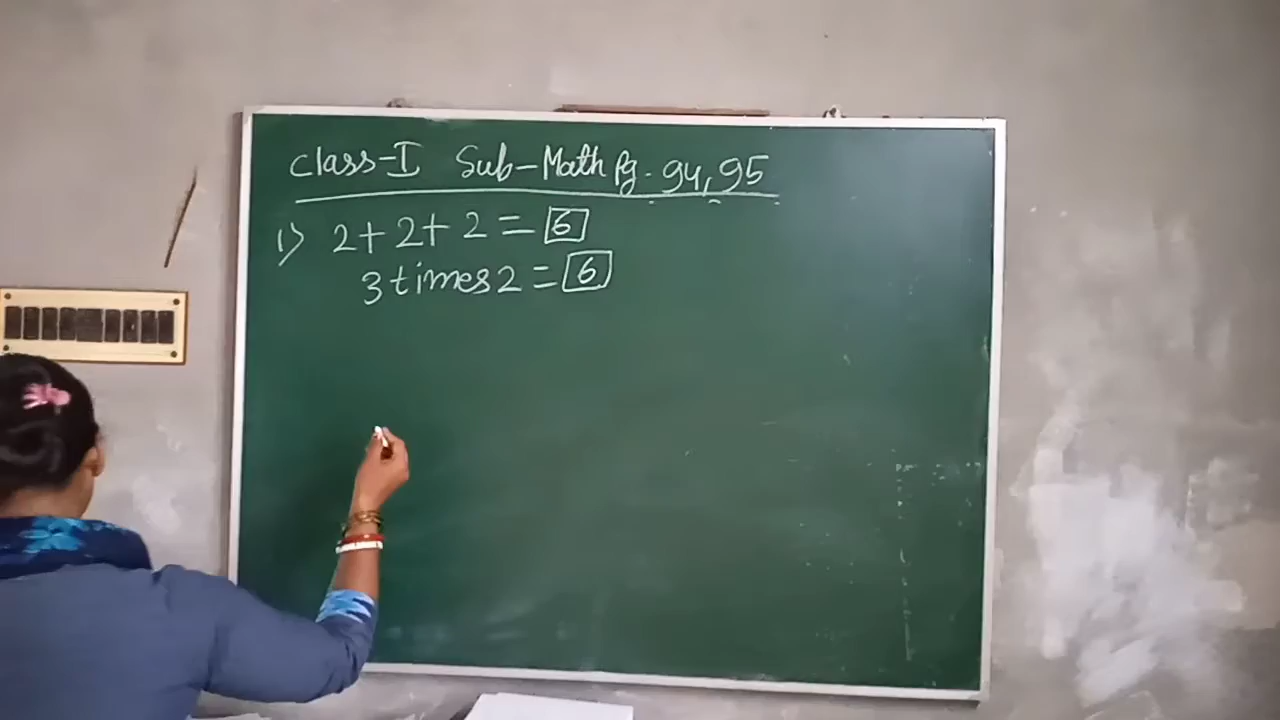 Class-I Sub-Math Pg. 94, 95
1) 2+2+2=6
3 times 2=6